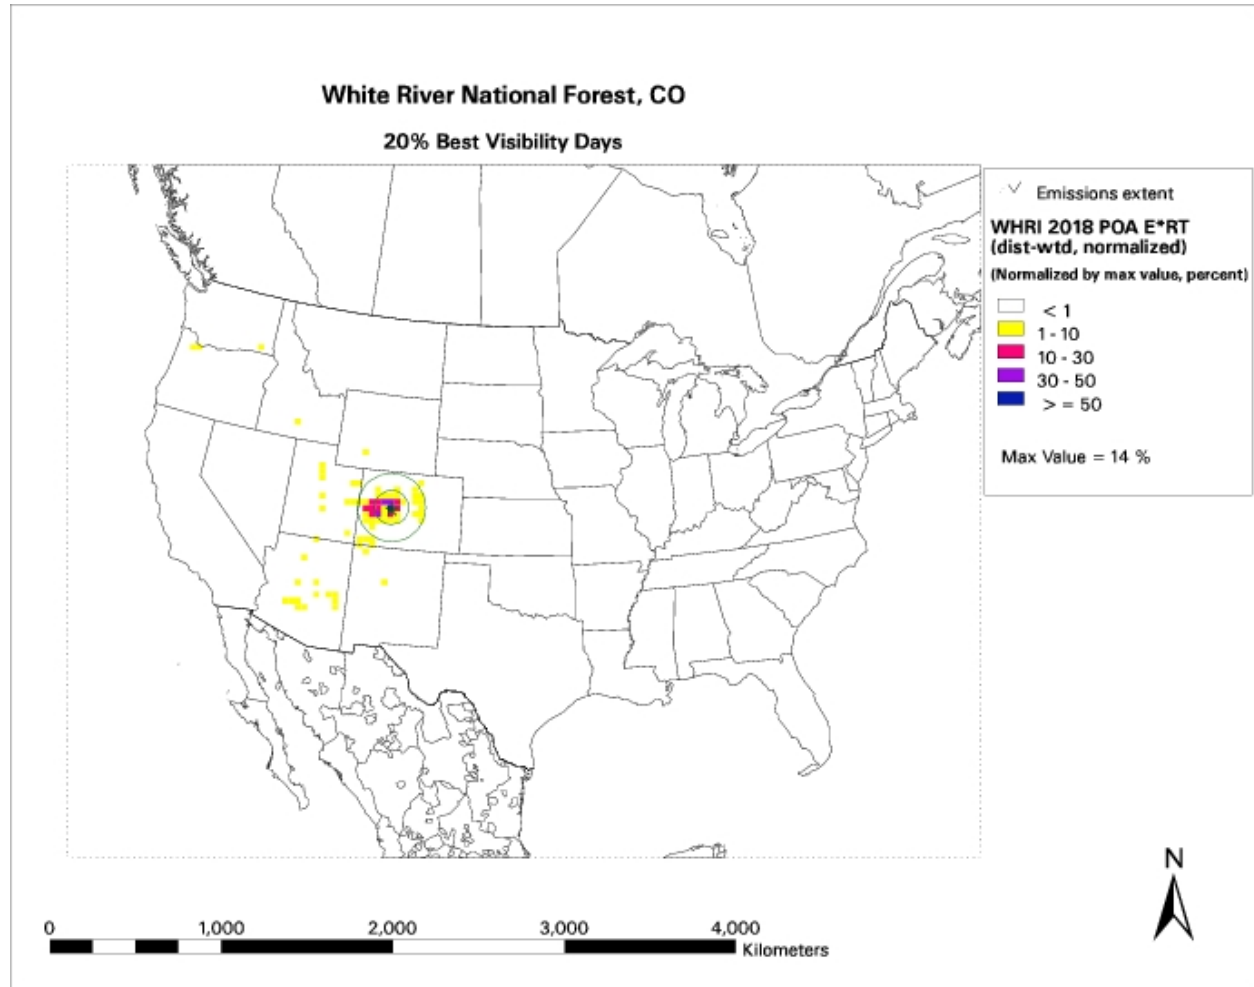 White River National Forest, CO
20% Best Visibility Days
Emissions extent
WHRI 2018 POA E*RT
(dist-wtd, normalized)
(Normalized by max value, percent)
< 1
1 - 10
10 - 30
30 - 50
> = 50
Max Value = 14 %
N
0 1,000 2,000 3,000 4,000
Kilometers